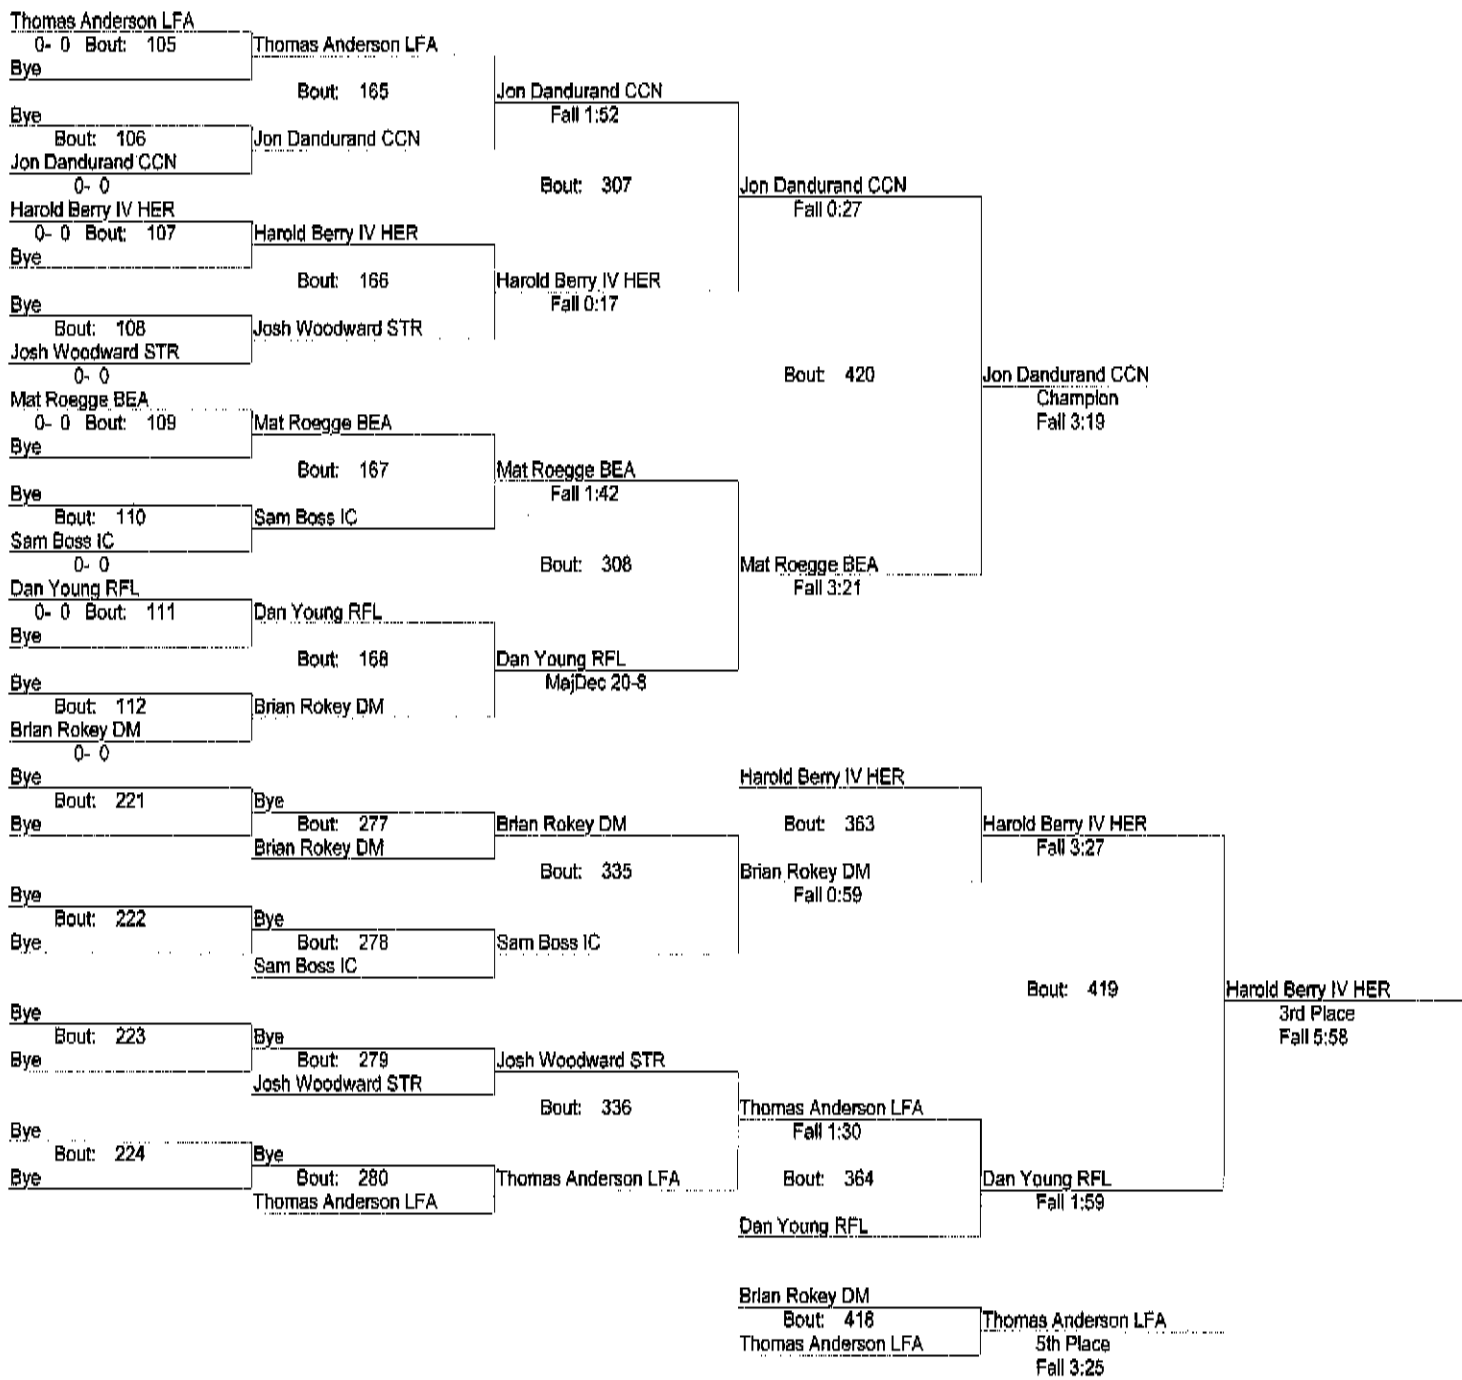 Thomas Anderson LFA
0- 0 Bout: 105
Thomas Anderson LFA
Bye
Bout: 165
Jon Dandurand CCN
Bye
Fall 1:52
Bout: 106
Jon Dandurand CCN
Jon Dandurand CCN
0- 0
Bout: 307
Jon Dandurand CCN
Harold Berry IV HER
Fall 0:27
0- 0 Bout: 107
Harold Berry IV HER
Bye
Bout: 166
Harold Berry IV HER
Bye
Fall 0:17
Bout: 108
Josh Woodward STR
Josh Woodward STR
0- 0
Bout: 420
Jon Dandurand CCN
Mat Roegge BEA
Champion
0- 0 Bout: 109
Mat Roegge BEA
Fall 3:19
Bye
Bout: 167
Mat Roegge BEA
Bye
Fall 1:42
Bout: 110
Sam Boss IC
Sam Boss IC
0- 0
Bout: 308
Mat Roegge BEA
Dan Young RFL
Fall 3:21
0- 0 Bout: 111
Dan Young RFL
Bye
Bout: 168
Dan Young RFL
Bye
MajDec 20-8
Bout: 112
Brian Rokey DM
Brian Rokey DM
0- 0
Bye
Harold Berry IV HER
Bout: 221
Bye
Bye
Bout: 277
Brian Rokey DM
Bout: 363
Harold Berry IV HER
Brian Rokey DM
Fall 3:27
Bout: 335
Brian Rokey DM
Bye
Fall 0:59
Bout: 222
Bye
Bye
Bout: 278
Sam Boss IC
Sam Boss IC
Bout: 419
Harold Berry IV HER
Bye
3rd Place
Bout: 223
Bye
Fall 5:58
Bye
Bout: 279
Josh Woodward STR
Josh Woodward STR
Bout: 336
Thomas Anderson LFA
Bye
Fall 1:30
Bout: 224
Bye
Bye
Bout: 280
Thomas Anderson LFA
Bout: 364
Dan Young RFL
Thomas Anderson LFA
Fall 1:59
Dan Young RFL
Brian Rokey DM
Bout: 418
Thomas Anderson LFA
Thomas Anderson LFA
5th Place
Fall 3:25